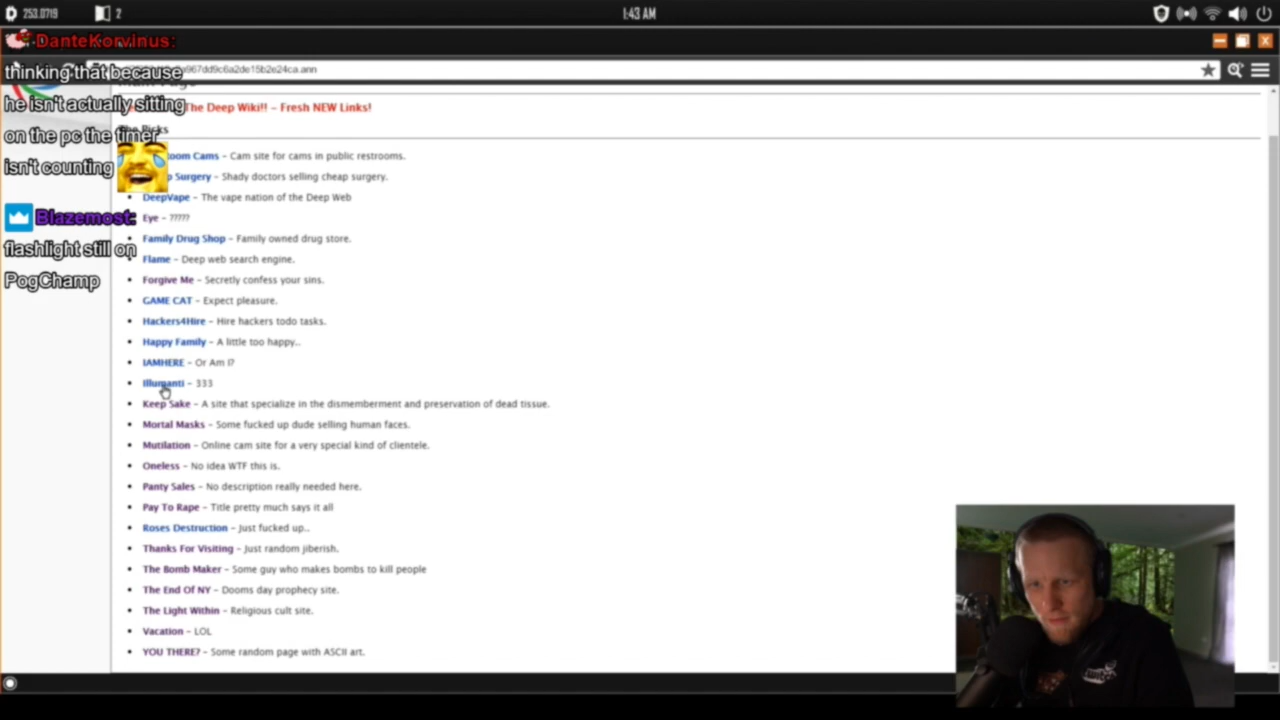 253.0719
2
1:43 AM
DanteKorvinus:
thinking that because
he isn't actually sitting
on the pc the timer
isn't counting
Blazemost:
flashlight still on
PogChamp
The Deep Wiki!! – Fresh NEW Links!
room Cams – Cam site for cams in public restrooms.
Surgery – Shady doctors selling cheap surgery.
DeepVape – The vape nation of the Deep Web
Eye – ?????
Family Drug Shop – Family owned drug store.
Flame – Deep web search engine.
Forgive Me – Secretly confess your sins.
GAME CAT – Expect pleasure.
Hackers4Hire – Hire hackers todo tasks.
Happy Family – A little too happy..
IAMHERE – Or Am I?
Illumanti – 333
Keep Sake – A site that specialize in the dismemberment and preservation of dead tissue.
Mortal Masks – Some fucked up dude selling human faces.
Mutilation – Online cam site for a very special kind of clientele.
Oneless – No idea WTF this is.
Panty Sales – No description really needed here.
Pay To Rape – Title pretty much says it all
Roses Destruction – Just fucked up..
Thanks For Visiting – Just random jiberish.
The Bomb Maker – Some guy who makes bombs to kill people
The End Of NY – Dooms day prophecy site.
The Light Within – Religious cult site.
Vacation – LOL
YOU THERE? – Some random page with ASCII art.